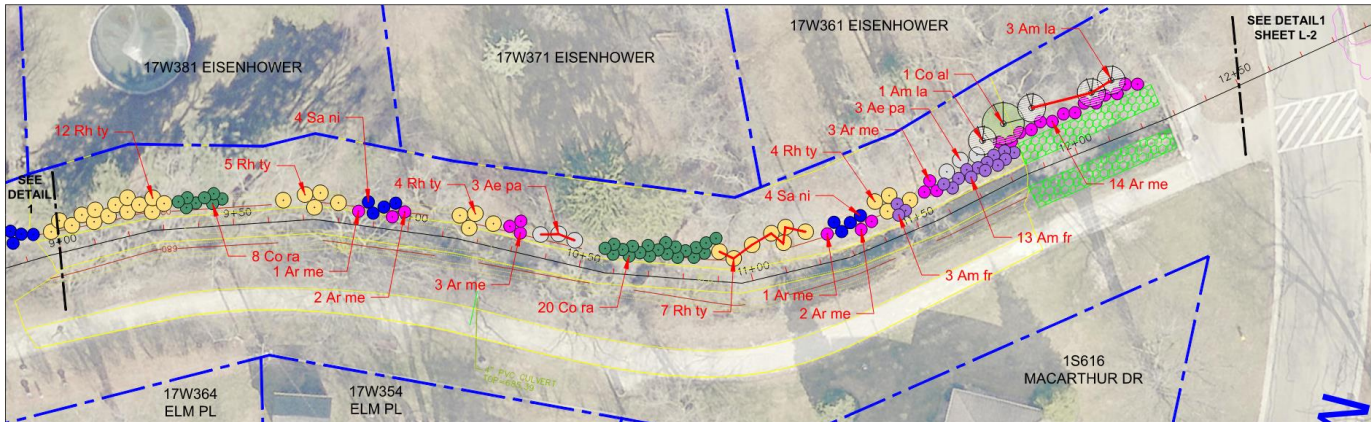 17W381 EISENHOWER
17W371 EISENHOWER
17W361 EISENHOWER
SEE DETAIL1
SHEET L-2
3 Am la
1 Co al
1 Am la
3 Ae pa
3 Ar me
4 Rh ty
4 Sa ni
12 Rh ty
4 Sa ni
5 Rh ty
4 Rh ty
3 Ae pa
SEE
DETAIL
1
9+00
9+50
10+50
11+00
11+50
12+00
12+50
8 Co ra
1 Ar me
2 Ar me
3 Ar me
20 Co ra
7 Rh ty
1 Ar me
2 Ar me
3 Am fr
13 Am fr
14 Ar me
17W364
ELM PL
17W354
ELM PL
1S616
MACARTHUR DR